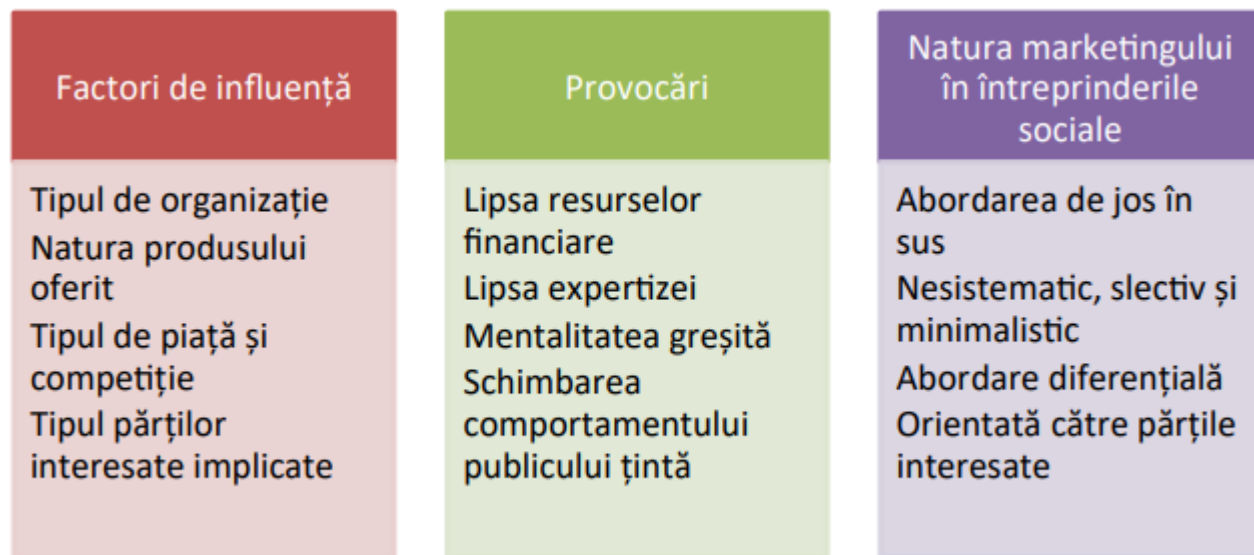 Factori de influență
Tipul de organizație
Natura produsului
oferit
Tipul de piață și
competiție
Tipul părților
interesate implicate
Provocări
Lipsa resurselor
financiare
Lipsa expertizei
Mentalitatea greșită
Schimbarea
comportamentului
publicului țintă
Natura marketingului
în întreprinderile
sociale
Abordarea de jos în
sus
Nesistematic, slectiv și
minimalistic
Abordare diferențială
Orientată către părțile
interesate